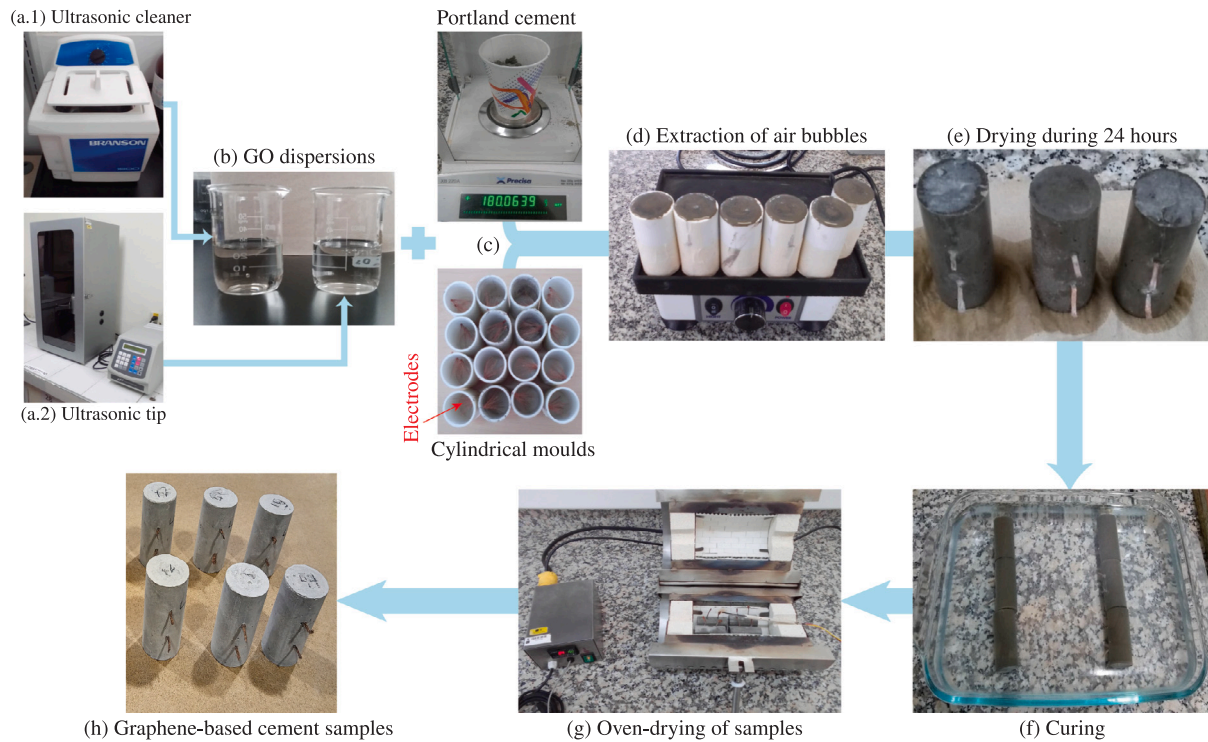 (a.1) Ultrasonic cleaner
Portland cement
BRANSON
(b) GO dispersions
Precisa
180.0639
(d) Extraction of air bubbles
(e) Drying during 24 hours
(c)
(a.2) Ultrasonic tip
Electrodes
Cylindrical moulds
(h) Graphene-based cement samples
(g) Oven-drying of samples
(f) Curing